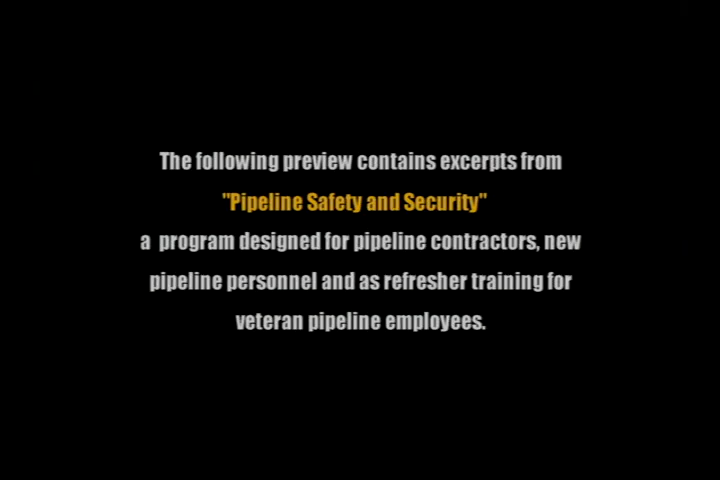 The following preview contains excerpts from
"Pipeline Safety and Security"
a program designed for pipeline contractors, new
pipeline personnel and as refresher training for
veteran pipeline employees.